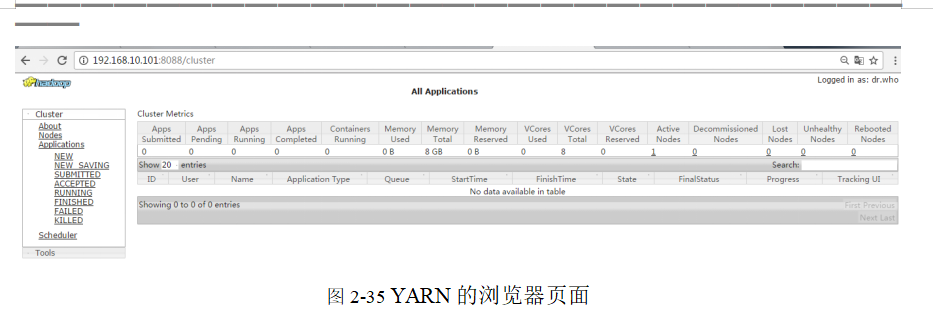 192.168.10.101:8088/cluster
hadoop
Logged in as: dr.who
All Applications
Cluster
About
Nodes
Applications
NEW
NEW_SAVING
SUBMITTED
ACCEPTED
RUNNING
FINISHED
FAILED
KILLED
Scheduler
Tools
Cluster Metrics
Apps Submitted Apps Pending Apps Running Apps Completed Containers Running Memory Used Memory Total Memory Reserved VCores Used VCores Total VCores Reserved Active Nodes Decommissioned Nodes Lost Nodes Unhealthy Nodes Rebooted Nodes
0 0 0 0 0 0 B 8 GB 0 B 0 8 0 1 0 0 0 0
Show 20 entries Search:
ID User Name Application Type Queue StartTime FinishTime State FinalStatus Progress Tracking UI
No data available in table
Showing 0 to 0 of 0 entries First Previous
Next Last
图 2-35 YARN 的浏览器页面